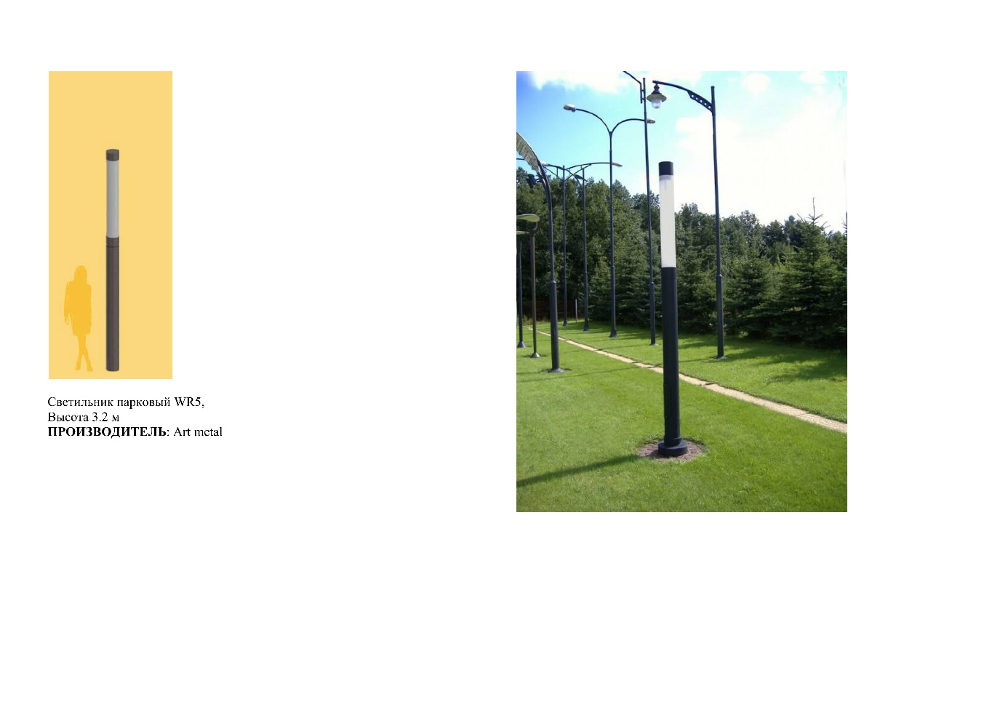 Светильник парковый WR5,
Высота 3.2 м
ПРОИЗВОДИТЕЛЬ: Art metal